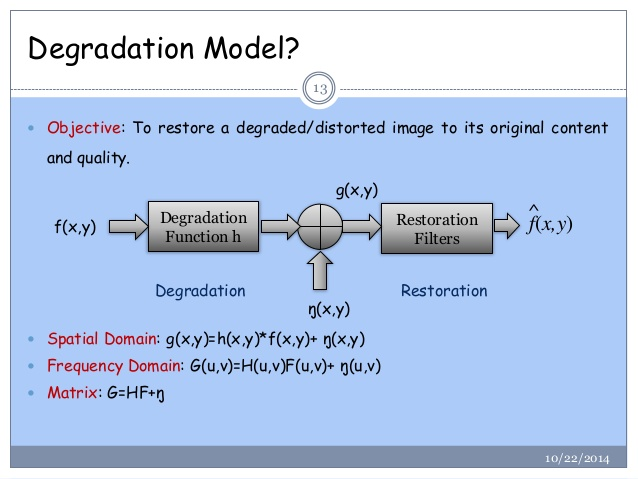 Degradation Model?
13
Objective: To restore a degraded/distorted image to its original content
and quality.
g(x,y)
f(x,y)
Degradation
Function h
Restoration
Filters
^
f(x,y)
Degradation
Restoration
ŋ(x,y)
Spatial Domain: g(x,y)=h(x,y)*f(x,y)+ ŋ(x,y)
Frequency Domain: G(u,v)=H(u,v)F(u,v)+ ŋ(u,v)
Matrix: G=HF+ŋ
10/22/2014